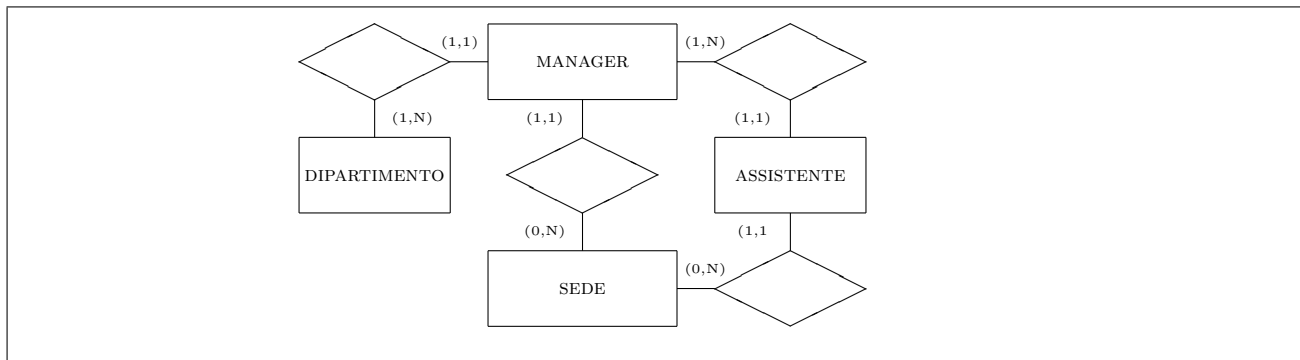 (1,1)
MANAGER
(1,N)
(1,N)
(1,1)
(1,1)
DIPARTIMENTO
ASSISTENTE
(0,N)
(1,1
SEDE
(0,N)